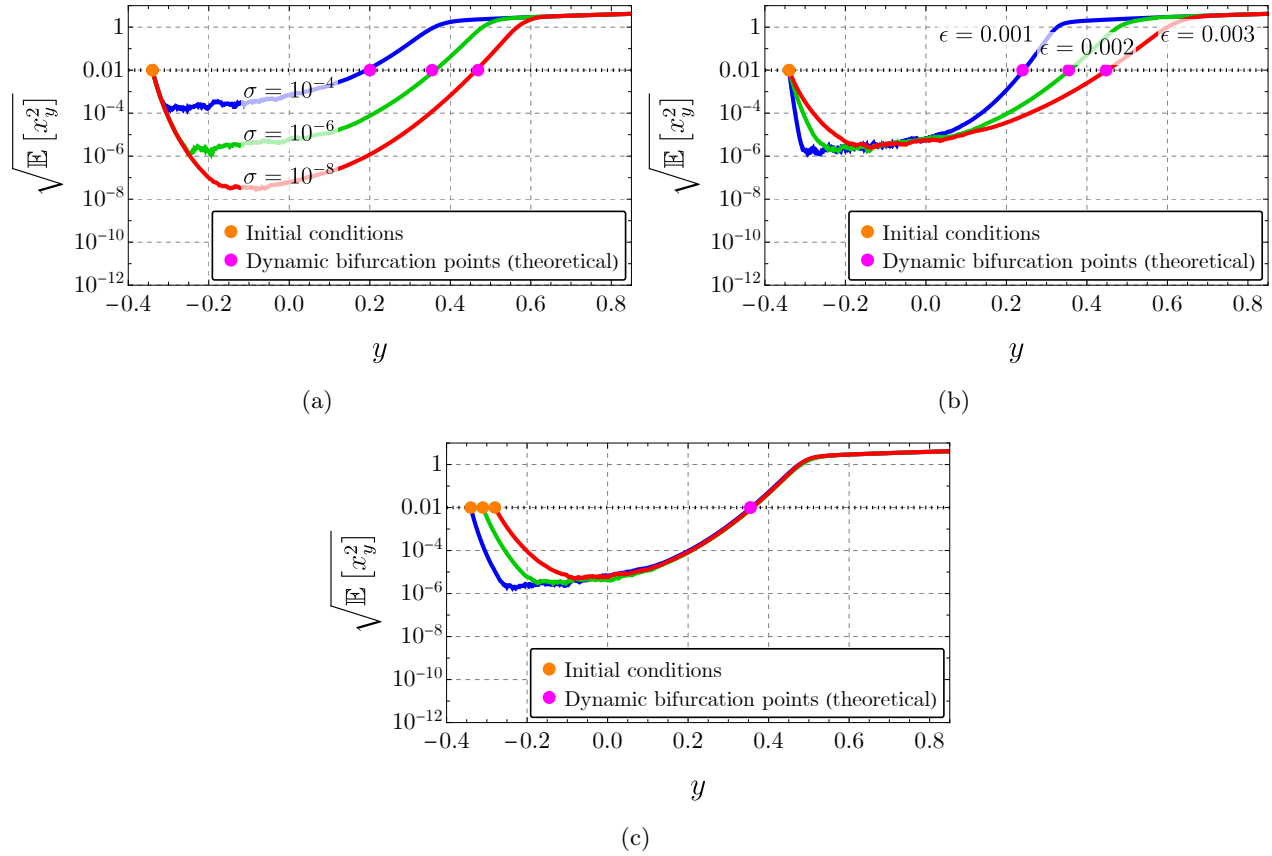 √𝔼 [x_y^2]
1
0.01
10^−4
10^−6
10^−8
10^−10
10^−12
σ = 10^−4
σ = 10^−6
σ = 10^−8
Initial conditions
Dynamic bifurcation points (theoretical)
−0.4 −0.2 0.0 0.2 0.4 0.6 0.8
y
(a)
√𝔼 [x_y^2]
1
0.01
10^−4
10^−6
10^−8
10^−10
10^−12
ϵ = 0.001
ϵ = 0.002
ϵ = 0.003
Initial conditions
Dynamic bifurcation points (theoretical)
−0.4 −0.2 0.0 0.2 0.4 0.6 0.8
y
(b)
√𝔼 [x_y^2]
1
0.01
10^−4
10^−6
10^−8
10^−10
10^−12
Initial conditions
Dynamic bifurcation points (theoretical)
−0.4 −0.2 0.0 0.2 0.4 0.6 0.8
y
(c)